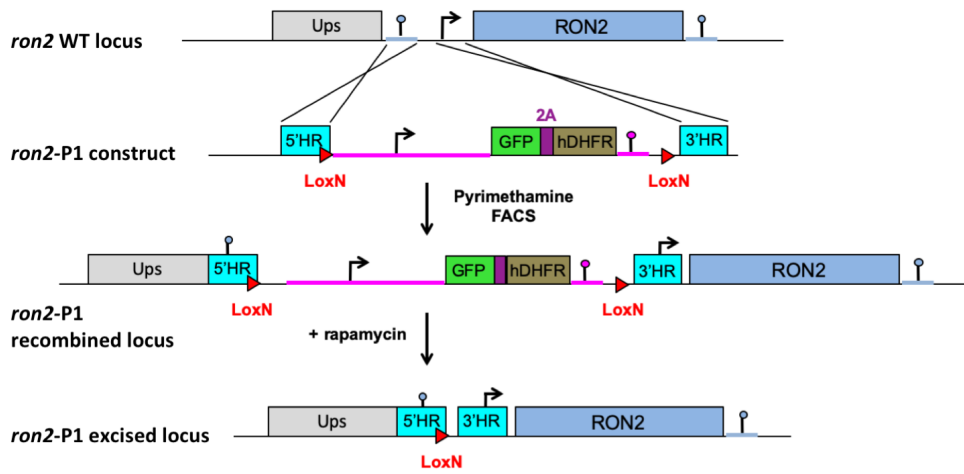 Ups
RON2
ron2 WT locus
2A
5'HR
GFP
hDHFR
3'HR
ron2-P1 construct
LoxN
LoxN
Pyrimethamine
FACS
Ups
5'HR
GFP
hDHFR
3'HR
RON2
LoxN
LoxN
ron2-P1
recombined locus
+ rapamycin
Ups
5'HR
3'HR
RON2
ron2-P1 excised locus
LoxN